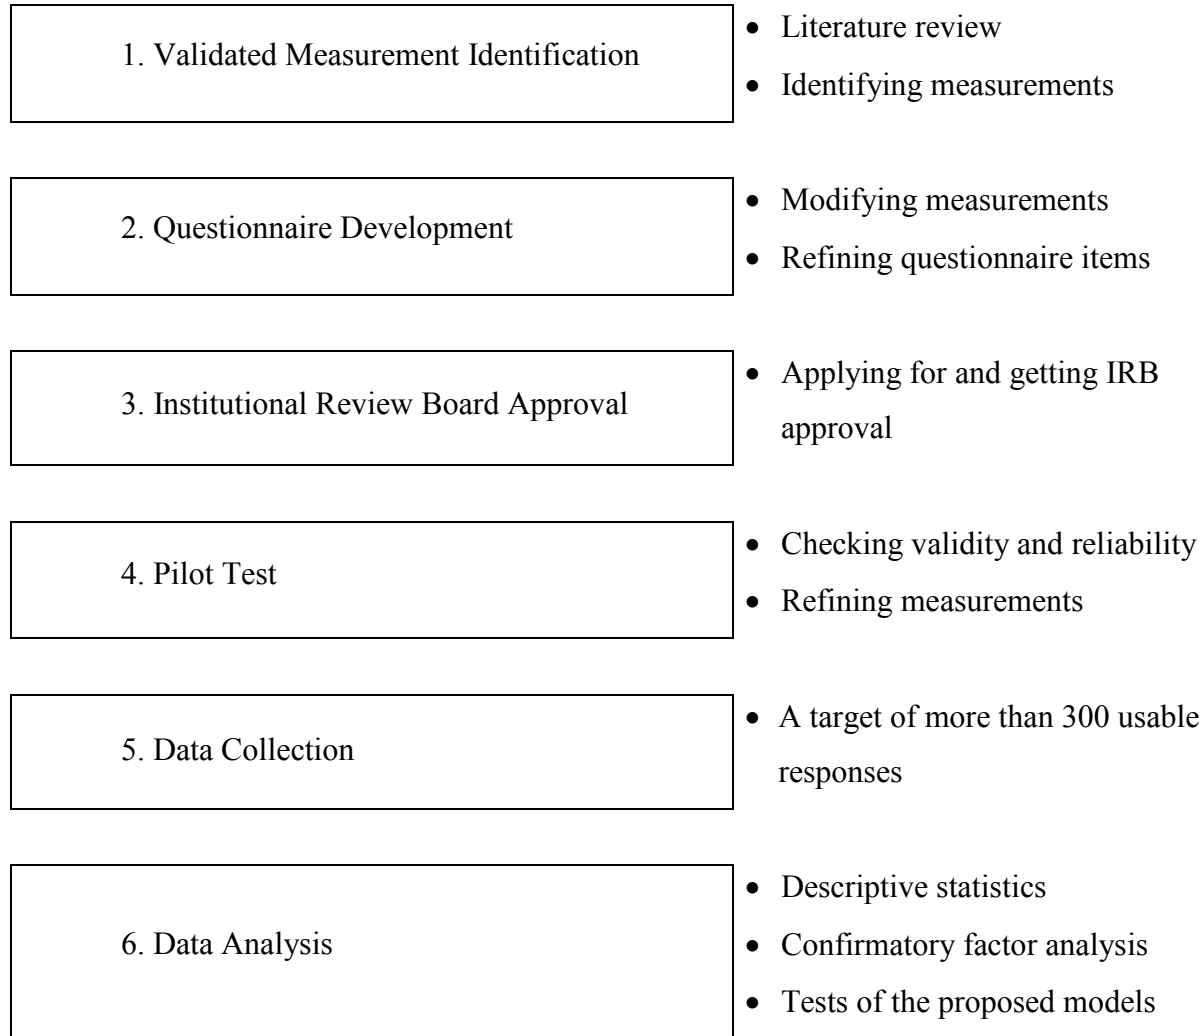 1. Validated Measurement Identification
• Literature review
• Identifying measurements
2. Questionnaire Development
• Modifying measurements
• Refining questionnaire items
3. Institutional Review Board Approval
• Applying for and getting IRB
approval
4. Pilot Test
• Checking validity and reliability
• Refining measurements
5. Data Collection
• A target of more than 300 usable
responses
6. Data Analysis
• Descriptive statistics
• Confirmatory factor analysis
• Tests of the proposed models